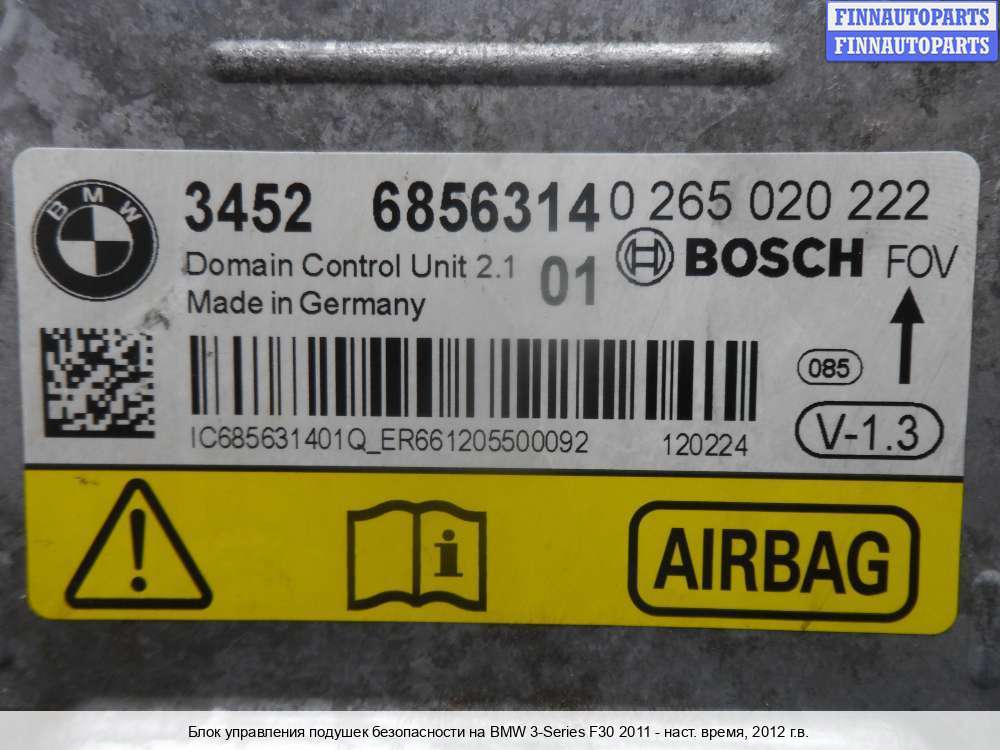 FINNAUTOPARTS
FINNAUTOPARTS
BMW
3452 6856314 0 265 020 222
Domain Control Unit 2.1 01 BOSCH FOV
Made in Germany
085
IC685631401Q_ER661205500092 120224
V-1.3
i
AIRBAG
Блок управления подушек безопасности на BMW 3-Series F30 2011 - наст. время, 2012 г.в.